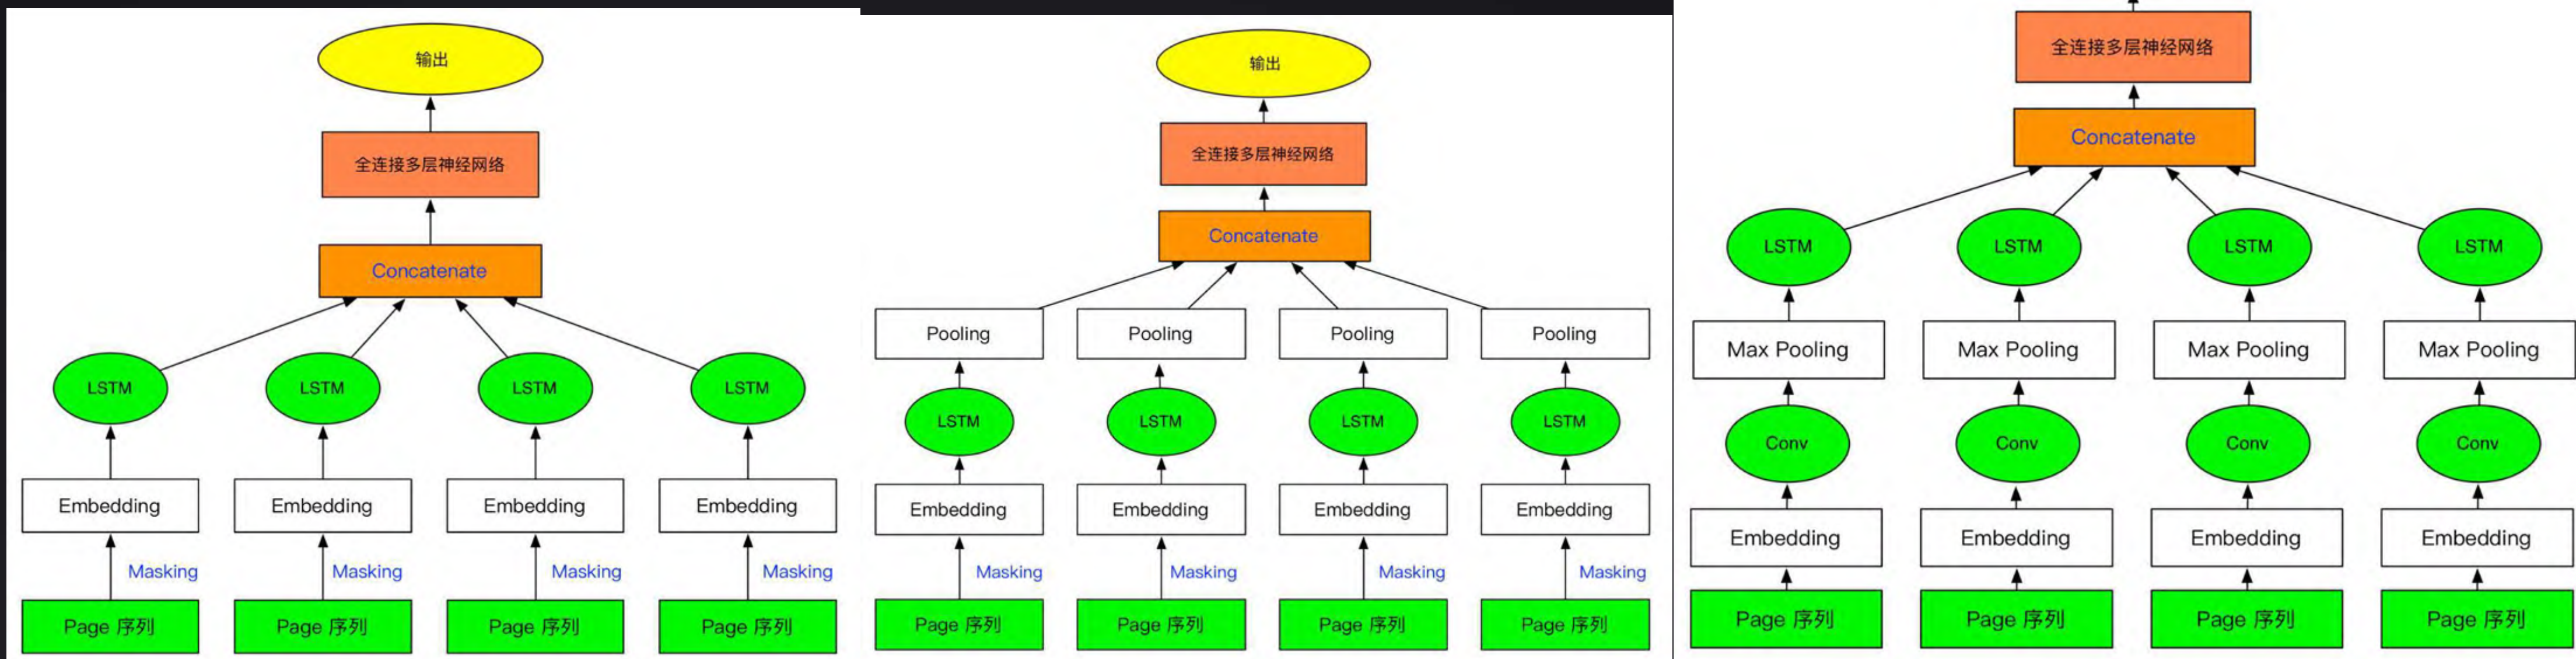 输出
全连接多层神经网络
Concatenate
LSTM LSTM LSTM LSTM
Embedding Embedding Embedding Embedding
Masking Masking Masking Masking
Page 序列 Page 序列 Page 序列 Page 序列
输出
全连接多层神经网络
Concatenate
Pooling Pooling Pooling Pooling
LSTM LSTM LSTM LSTM
Embedding Embedding Embedding Embedding
Masking Masking Masking Masking
Page 序列 Page 序列 Page 序列 Page 序列
全连接多层神经网络
Concatenate
LSTM LSTM LSTM LSTM
Max Pooling Max Pooling Max Pooling Max Pooling
Conv Conv Conv Conv
Embedding Embedding Embedding Embedding
Page 序列 Page 序列 Page 序列 Page 序列